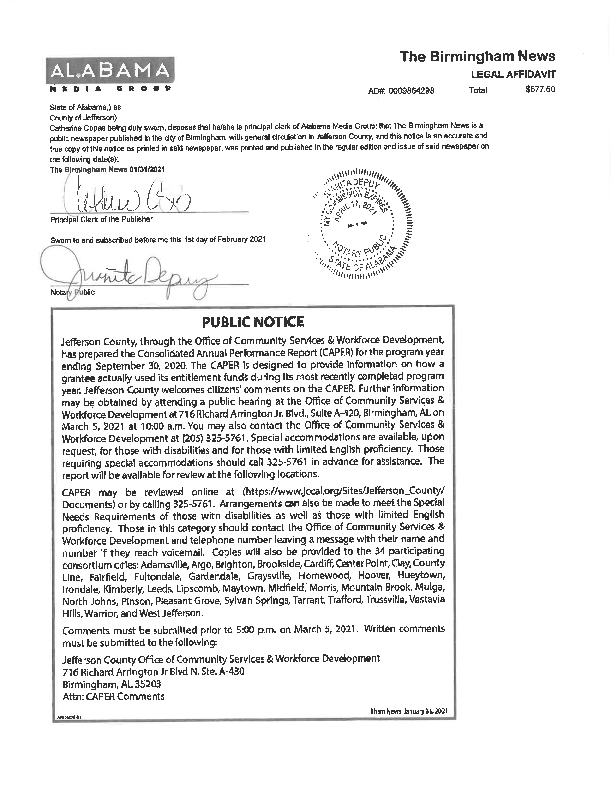 ALABAMA
MEDIA GROUP
The Birmingham News
LEGAL AFFIDAVIT
AD#: 0009864298 Total $677.60
State of Alabama,) ss
County of Jefferson)
Catherine Copes being duly sworn, deposes that he/she is principal clerk of Alabama Media Group; that The Birmingham News is a
public newspaper published in the city of Birmingham, with general circulation in Jefferson County, and this notice is an accurate and
true copy of this notice as printed in said newspaper, was printed and published in the regular edition and issue of said newspaper on
the following date(s):
The Birmingham News 01/31/2021
Principal Clerk of the Publisher
Sworn to and subscribed before me this 1st day of February 2021
Juanita Depuy
Notary Public
JUANITA DEPUY
MY COMMISSION EXPIRES
APRIL 17, 2021
NOTARY PUBLIC
STATE OF ALABAMA
PUBLIC NOTICE
Jefferson County, through the Office of Community Services & Workforce Development,
has prepared the Consolidated Annual Performance Report (CAPER) for the program year
ending September 30, 2020. The CAPER is designed to provide information on how a
grantee actually used its entitlement funds during its most recently completed program
year. Jefferson County welcomes citizens' comments on the CAPER. Further information
may be obtained by attending a public hearing at the Office of Community Services &
Workforce Development at 716 Richard Arrington Jr. Blvd., Suite A-420, Birmingham, AL on
March 5, 2021 at 10:00 a.m. You may also contact the Office of Community Services &
Workforce Development at (205) 325-5761. Special accommodations are available, upon
request, for those with disabilities and for those with limited English proficiency. Those
requiring special accommodations should call 325-5761 in advance for assistance. The
report will be available for review at the following locations.
CAPER may be reviewed online at (https://www.jccal.org/Sites/Jefferson_County/
Documents) or by calling 325-5761. Arrangements can also be made to meet the Special
Needs Requirements of those with disabilities as well as those with limited English
proficiency. Those in this category should contact the Office of Community Services &
Workforce Development and telephone number leaving a message with their name and
number if they reach voicemail. Copies will also be provided to the 34 participating
consortium cities: Adamsville, Argo, Brighton, Brookside, Cardiff, Center Point, Clay, County
Line, Fairfield, Fultondale, Gardendale, Graysville, Homewood, Hoover, Hueytown,
Irondale, Kimberly, Leeds, Lipscomb, Maytown, Midfield, Morris, Mountain Brook, Mulga,
North Johns, Pinson, Pleasant Grove, Sylvan Springs, Tarrant, Trafford, Trussville, Vestavia
Hills, Warrior, and West Jefferson.
Comments must be submitted prior to 5:00 p.m. on March 5, 2021. Written comments
must be submitted to the following:
Jefferson County Office of Community Services & Workforce Development
716 Richard Arrington Jr Blvd N. Ste. A-430
Birmingham, AL 35203
Attn: CAPER Comments
Bham News January 31, 2021